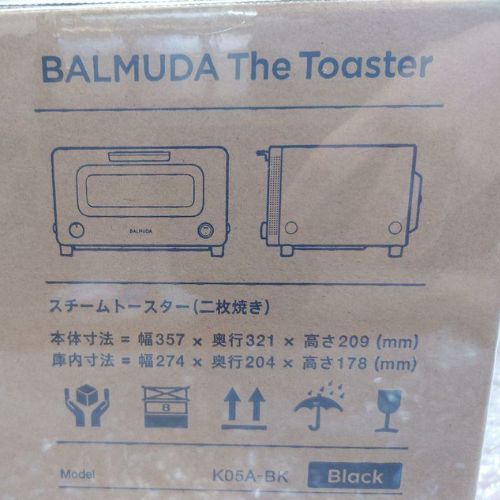 BALMUDA The Toaster
BALMUDA
スチームトースター(二枚焼き)
本体寸法 = 幅357 × 奥行321 × 高さ209 (mm)
庫内寸法 = 幅274 × 奥行204 × 高さ178 (mm)
8
Model K05A-BK Black